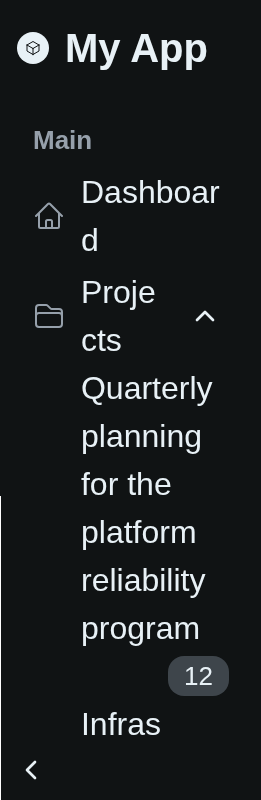 My App
Main
Dashboar
d
Proje
cts
Quarterly
planning
for the
platform
reliability
program
12
Infras